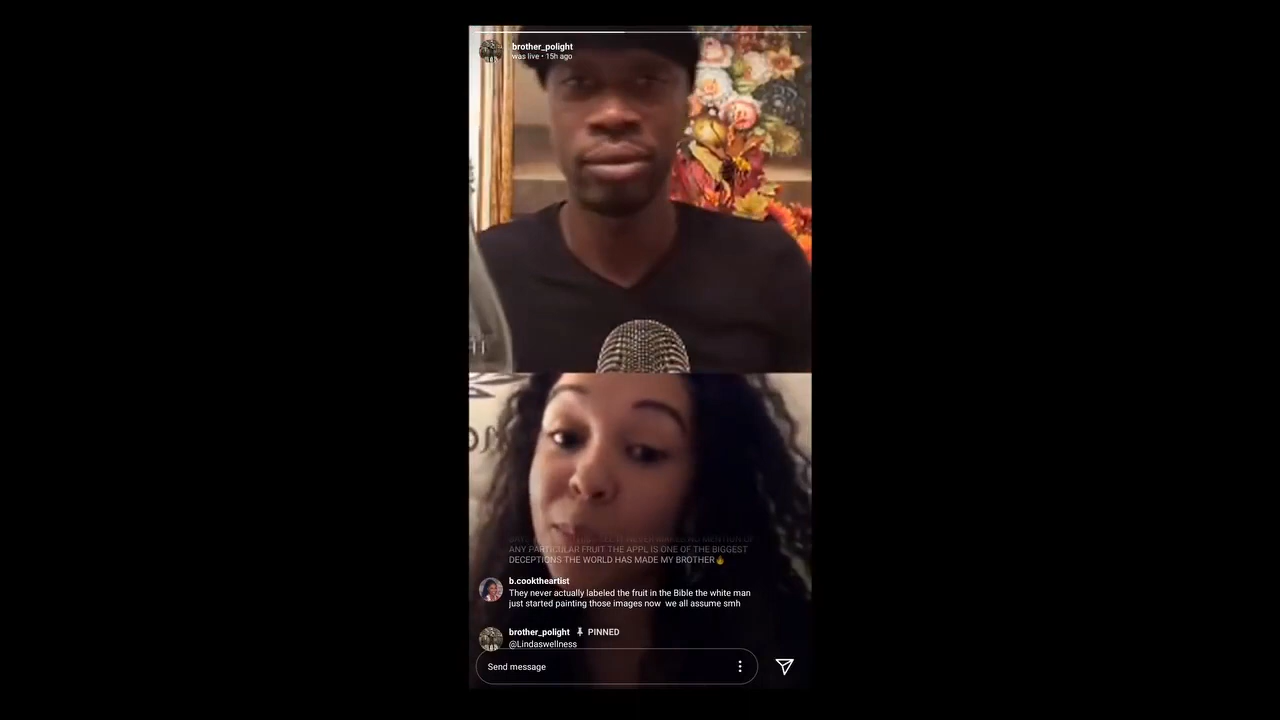 brother_polight
was live • 15h ago
ANY PARTICULAR FRUIT THE APPL IS ONE OF THE BIGGEST
DECEPTIONS THE WORLD HAS MADE MY BROTHER🔥
b.cooktheartist
They never actually labeled the fruit in the Bible the white man
just started painting those images now we all assume smh
brother_polight PINNED
@Lindaswellness
Send message